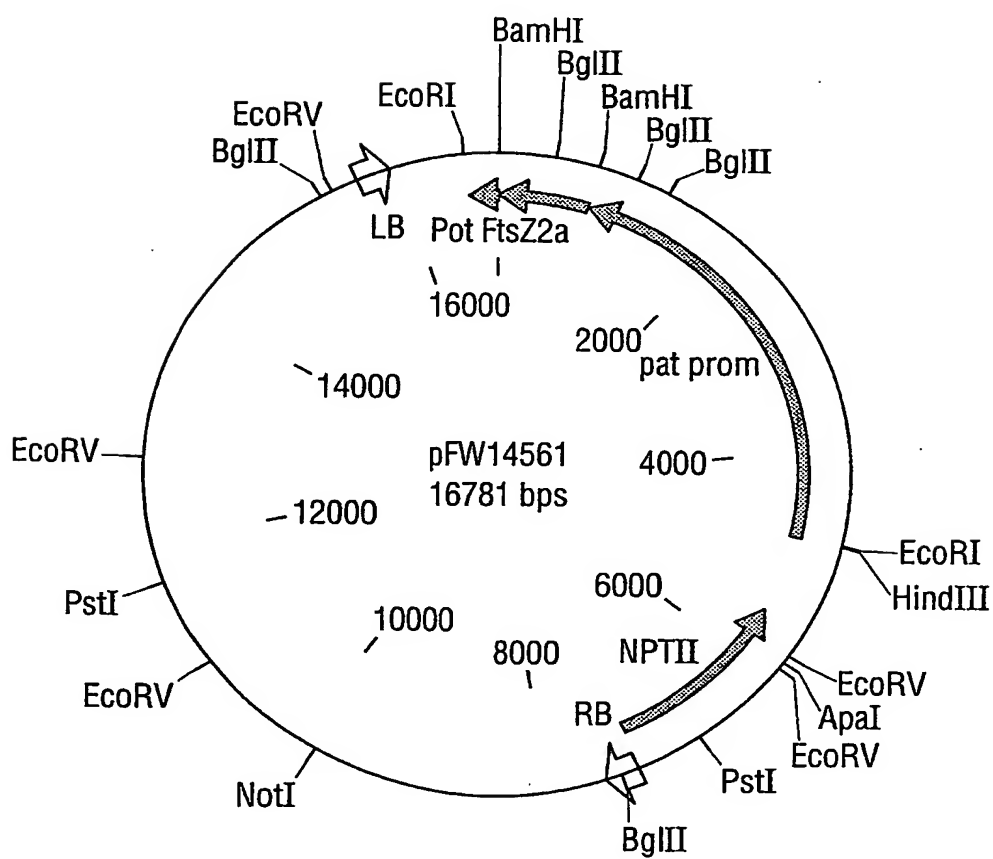 BamHI
BglII
EcoRI
BamHI
EcoRV
BglII
BglII
BglII
LB
Pot FtsZ2a
16000
2000
pat prom
14000
EcoRV
pFW14561
4000
16781 bps
12000
EcoRI
6000
HindIII
PstI
10000
8000
NPTII
EcoRV
EcoRV
RB
ApaI
EcoRV
NotI
PstI
BglII